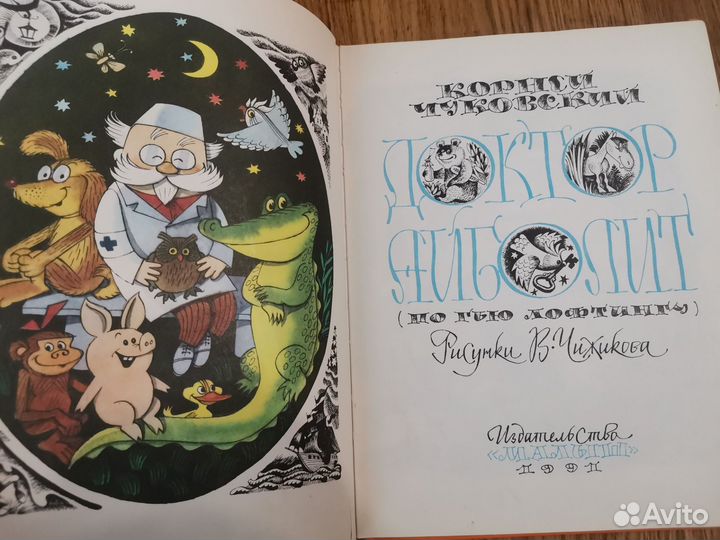 КОРНЕЙ
ЧУКОВСКИЙ
ДОКТОР
АЙБОЛИТ
(ПО ГЬЮ ЛОФТИНГУ)
Рисунки В. Чижикова
Издательство
«МАЛЫШ»
1991
Avito